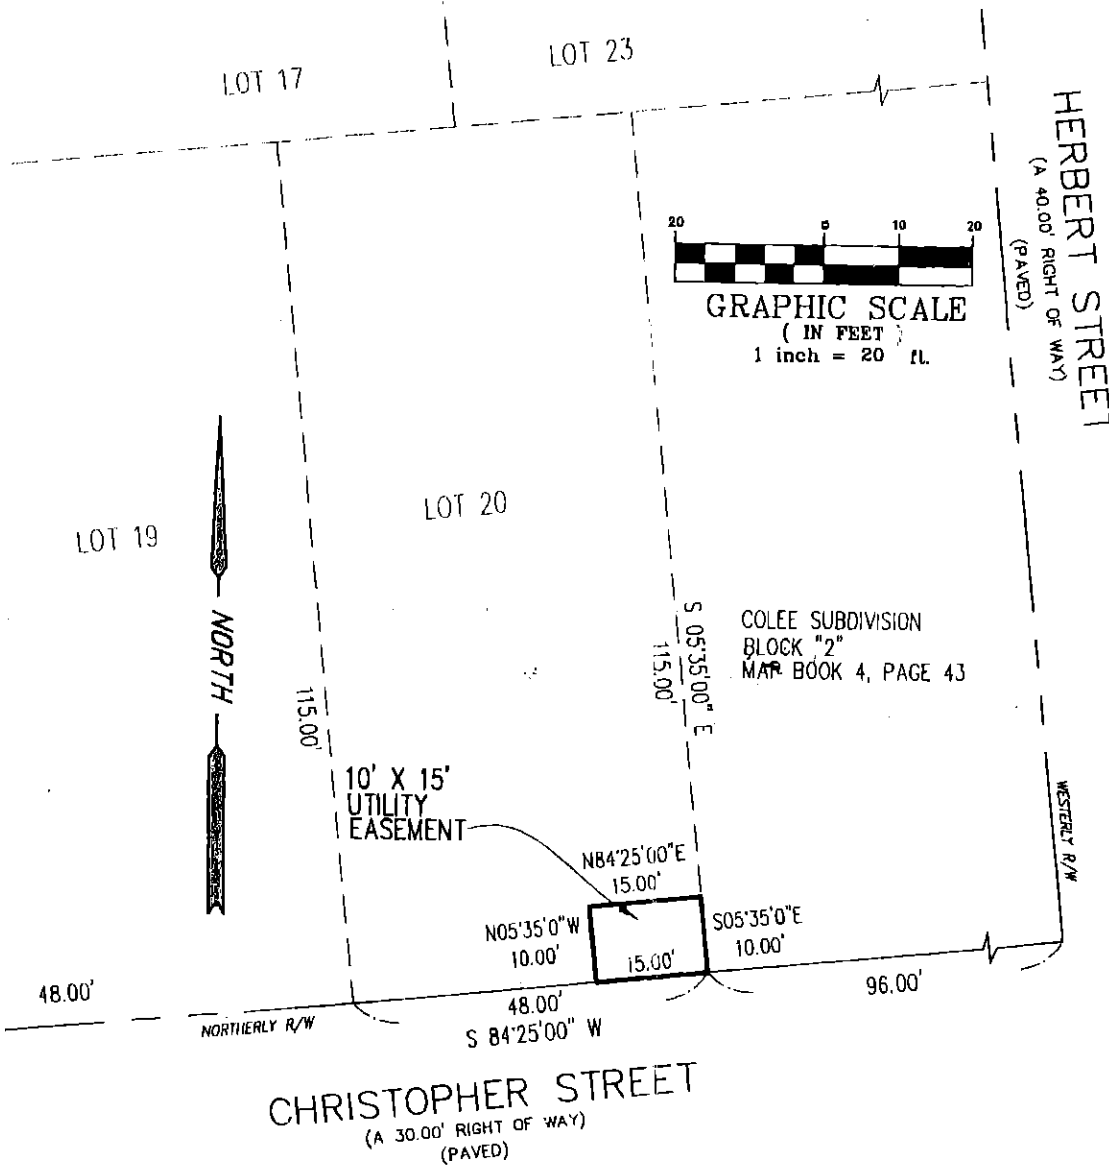 LOT 17
LOT 23
HERBERT STREET
(A 40.00' RIGHT OF WAY)
(PAVED)
20 0 10 20
GRAPHIC SCALE
( IN FEET )
1 inch = 20 ft.
LOT 19
LOT 20
NORTH
115.00'
S 05°35'00" E
115.00'
COLEE SUBDIVISION
BLOCK "2"
MAP BOOK 4, PAGE 43
10' X 15'
UTILITY
EASEMENT
N84°25'00"E
15.00'
N05°35'0"W
10.00'
15.00'
S05°35'0"E
10.00'
WESTERLY R/W
48.00'
NORTHERLY R/W
48.00'
S 84°25'00" W
96.00'
CHRISTOPHER STREET
(A 30.00' RIGHT OF WAY)
(PAVED)